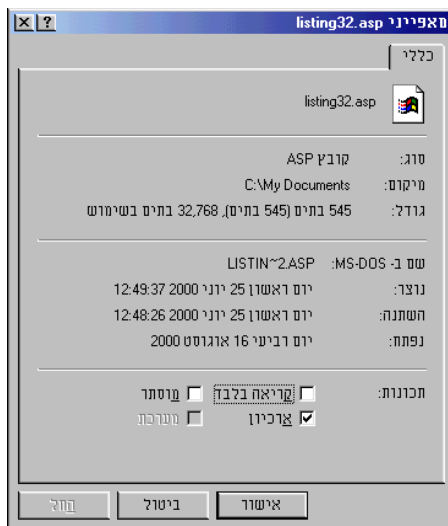 מאפייני listing32.asp
כללי
listing32.asp
סוג: קובץ ASP
מיקום: C:\My Documents
גודל: 545 בתים (545 בתים), 32,768 בתים בשימוש
שם ב- MS-DOS: LISTIN~2.ASP
נוצר: יום ראשון 25 יוני 2000 12:49:37
השתנה: יום ראשון 25 יוני 2000 12:48:26
נפתח: יום רביעי 16 אוגוסט 2000
תכונות: קריאה בלבד מוסתר
ארכיון מערכת
אישור ביטול החל